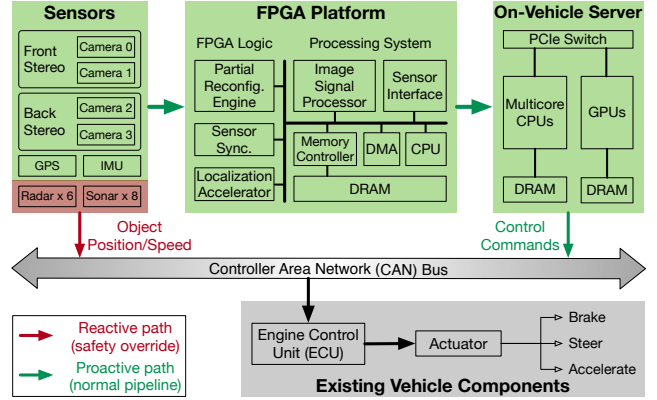 Sensors
Front
Stereo
Camera 0
Camera 1
Back
Stereo
Camera 2
Camera 3
GPS
IMU
Radar x 6
Sonar x 8
FPGA Platform
FPGA Logic
Processing System
Partial
Reconfig.
Engine
Sensor
Sync.
Localization
Accelerator
Image
Signal
Processor
Sensor
Interface
Memory
Controller
DMA
CPU
DRAM
On-Vehicle Server
PCIe Switch
Multicore
CPUs
GPUs
DRAM
DRAM
Object
Position/Speed
Control
Commands
Controller Area Network (CAN) Bus
Reactive path
(safety override)
Proactive path
(normal pipeline)
Engine Control
Unit (ECU)
Actuator
Brake
Steer
Accelerate
Existing Vehicle Components